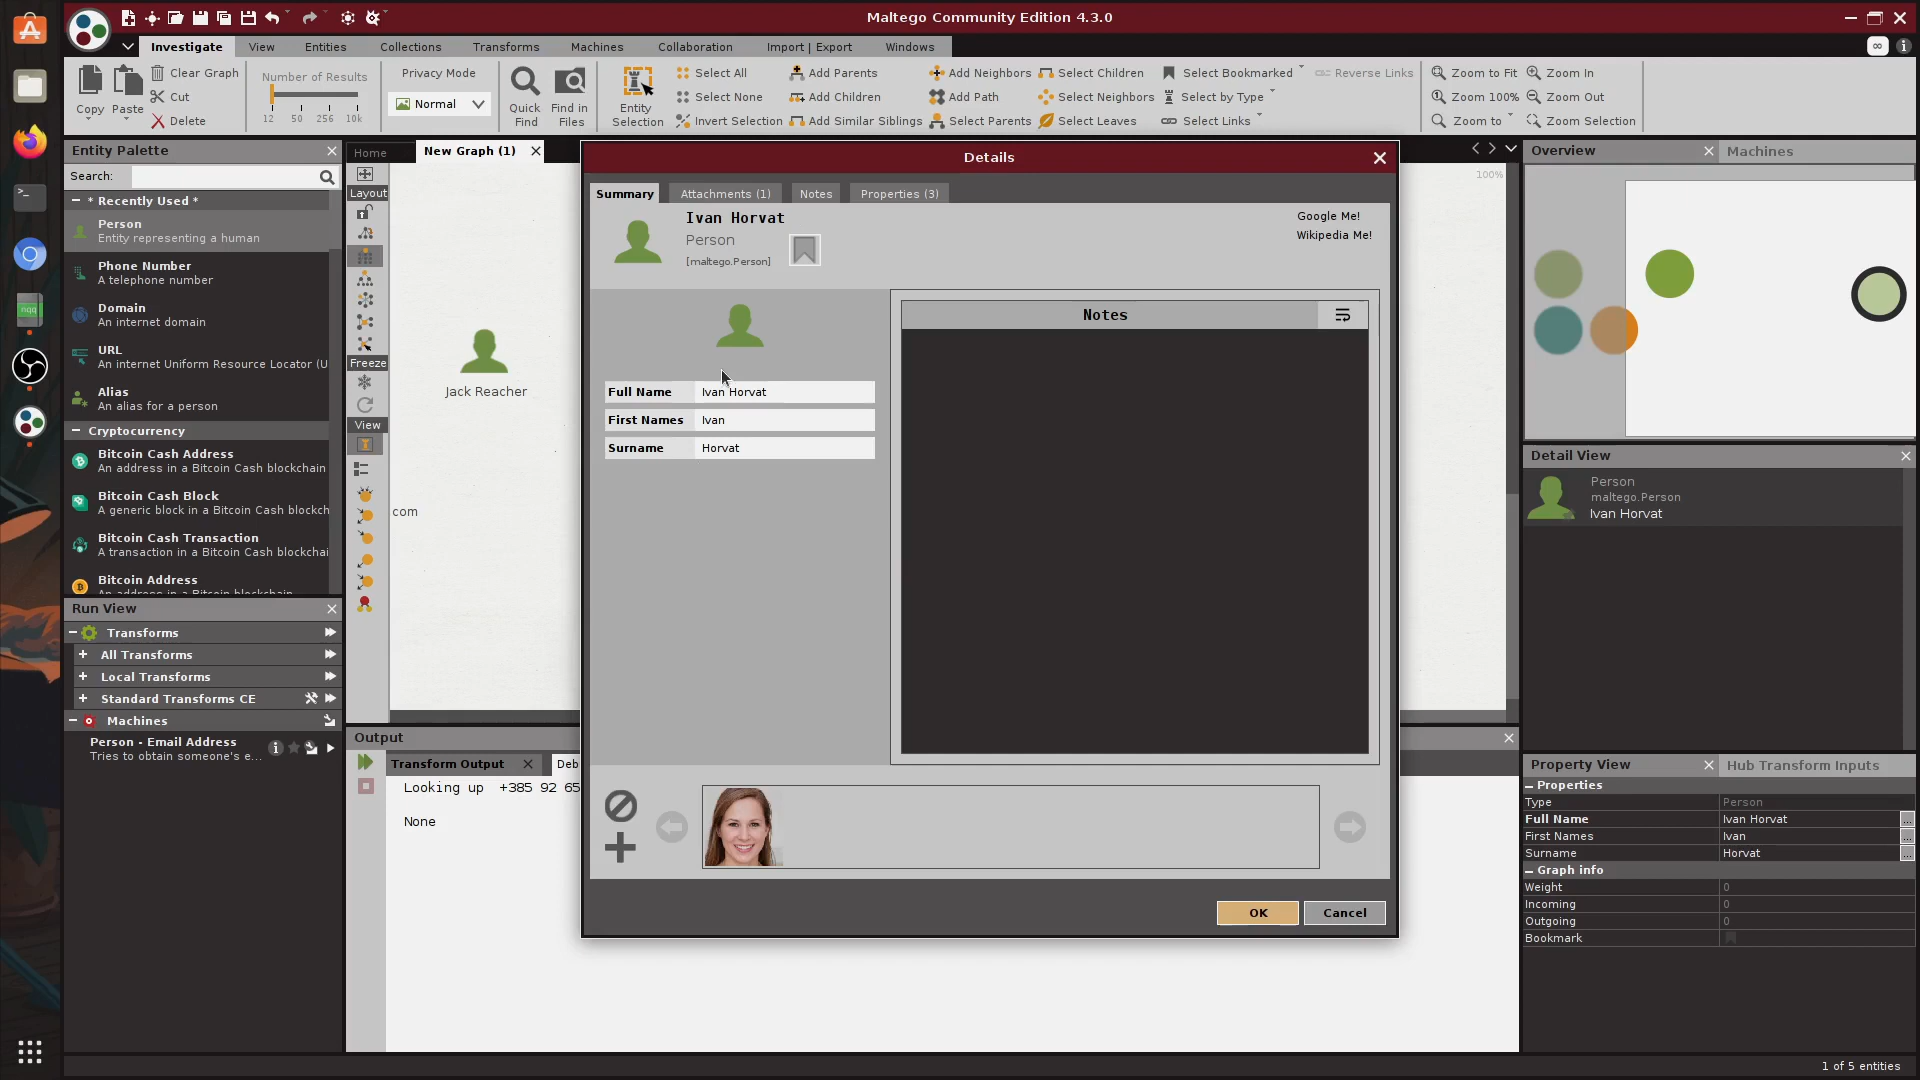 Maltego Community Edition 4.3.0
Investigate View Entities Collections Transforms Machines Collaboration Import | Export Windows
Copy
Paste
Clear Graph
Cut
Delete
Number of Results
12 50 256 10k
Privacy Mode
Normal
Quick
Find
Find in
Files
Entity
Selection
Select All
Select None
Invert Selection
Add Parents
Add Children
Add Similar Siblings
Add Neighbors
Add Path
Select Parents
Select Children
Select Neighbors
Select Leaves
Select Bookmarked
Select by Type
Select Links
Reverse Links
Zoom to Fit
Zoom 100%
Zoom to
Zoom In
Zoom Out
Zoom Selection
Entity Palette
Search:
* Recently Used *
Person
Entity representing a human
Phone Number
A telephone number
Domain
An internet domain
URL
An internet Uniform Resource Locator (U
Alias
An alias for a person
Cryptocurrency
Bitcoin Cash Address
An address in a Bitcoin Cash blockchain
Bitcoin Cash Block
A generic block in a Bitcoin Cash blockch
Bitcoin Cash Transaction
A transaction in a Bitcoin Cash blockchai
Bitcoin Address
An address in a Bitcoin blockchain
Run View
Transforms
All Transforms
Local Transforms
Standard Transforms CE
Machines
Person - Email Address
Tries to obtain someone's e...
Home
New Graph (1)
100%
Layout
Freeze
View
Jack Reacher
com
Details
Summary Attachments (1) Notes Properties (3)
Ivan Horvat
Person
[maltego.Person]
Google Me!
Wikipedia Me!
Full Name Ivan Horvat
First Names Ivan
Surname Horvat
Notes
OK Cancel
Output
Transform Output
Deb
Looking up +385 92 65
None
Overview Machines
Detail View
Person
maltego.Person
Ivan Horvat
Property View Hub Transform Inputs
Properties
Type Person
Full Name Ivan Horvat
First Names Ivan
Surname Horvat
Graph info
Weight 0
Incoming 0
Outgoing 0
Bookmark
1 of 5 entities